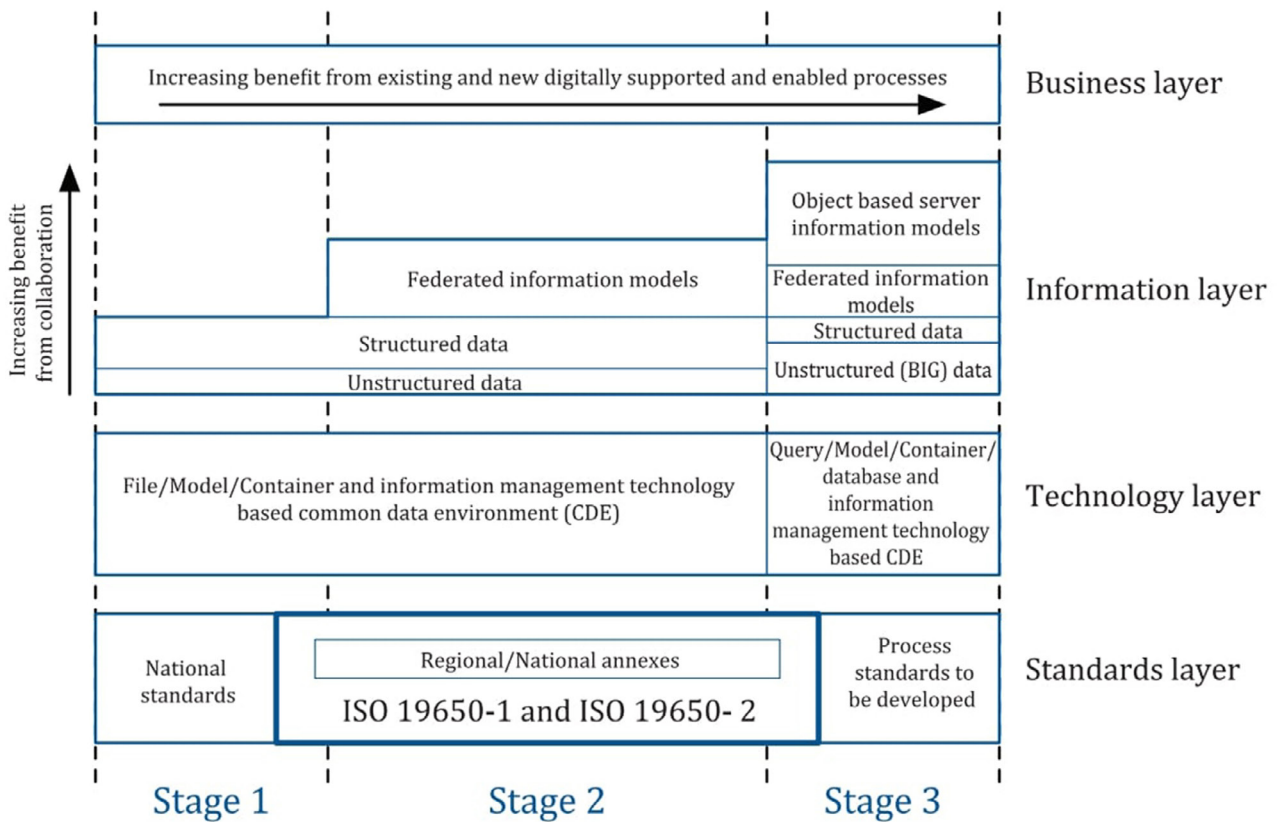 Increasing benefit from existing and new digitally supported and enabled processes
Business layer
Increasing benefit
from collaboration
Object based server
information models
Federated information models
Federated information
models
Structured data
Structured data
Unstructured data
Unstructured (BIG) data
Information layer
File/Model/Container and information management technology
based common data environment (CDE)
Query/Model/Container/
database and
information
management technology
based CDE
Technology layer
National
standards
Regional/National annexes
ISO 19650-1 and ISO 19650- 2
Process
standards to
be developed
Standards layer
Stage 1
Stage 2
Stage 3